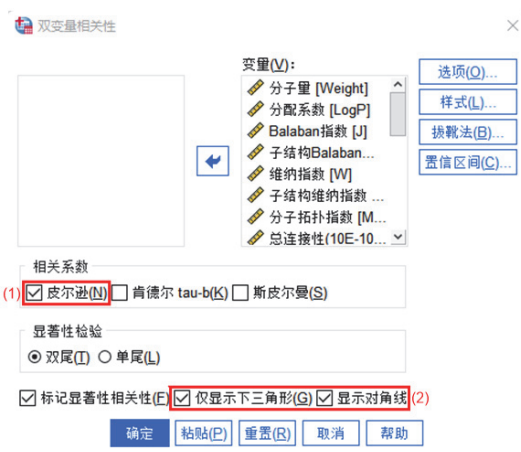 双变量相关性
变量(V):
分子量 [Weight]
分配系数 [LogP]
Balaban指数 [J]
子结构Balaban...
维纳指数 [W]
子结构维纳指数 ...
分子拓扑指数 [M...
总连接性(10E-10...
选项(O)...
样式(L)...
拔靴法(B)...
置信区间(C)...
相关系数
(1) 皮尔逊(N) 肯德尔 tau-b(K) 斯皮尔曼(S)
显著性检验
双尾(T) 单尾(L)
标记显著性相关性(F) 仅显示下三角形(G) 显示对角线 (2)
确定 粘贴(P) 重置(R) 取消 帮助